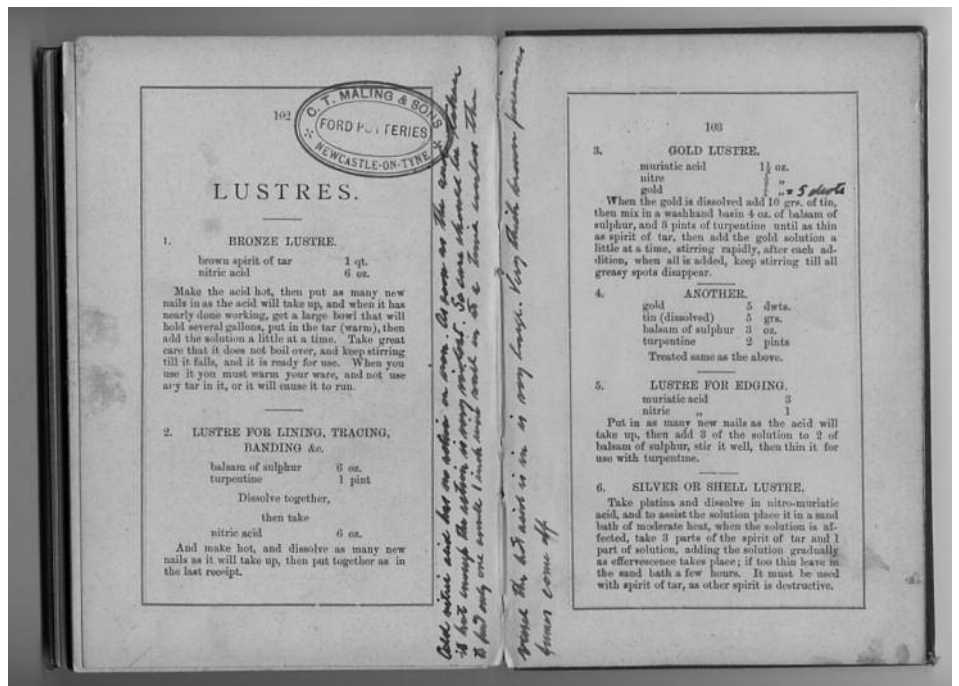 102
C. T. MALING & SONS
FORD POTTERIES
NEWCASTLE-ON-TYNE
LUSTRES.
1. BRONZE LUSTRE.
brown spirit of tar 1 qt.
nitric acid 6 oz.
Make the acid hot, then put as many new
nails in as the acid will take up, and when it has
nearly done working, get a large bowl that will
hold several gallons, put in the tar (warm), then
add the solution a little at a time. Take great
care that it does not boil over, and keep stirring
till it falls, and it is ready for use. When you
use it you must warm your ware, and not use
any tar in it, or it will cause it to run.
2. LUSTRE FOR LINING, TRACING,
BANDING &c.
balsam of sulphur 6 oz.
turpentine 1 pint
Dissolve together,
then take
nitric acid 6 oz.
And make hot, and dissolve as many new
nails as it will take up, then put together as in
the last receipt.
Cold nitric acid has no action on iron. As soon as the acid
is hot enough the action is very violent. So care should be taken
to put only one small 1 inch wire nail in at a time unless the
vessel the hot acid is in is very large. Very thick brown poisonous
fumes come off
103
3. GOLD LUSTRE.
muriatic acid 1½ oz.
nitre „
gold „ = 5 dwts
When the gold is dissolved add 10 grs. of tin,
then mix in a washhand basin 4 oz. of balsam of
sulphur, and 3 pints of turpentine until as thin
as spirit of tar, then add the gold solution a
little at a time, stirring rapidly, after each ad-
dition, when all is added, keep stirring till all
greasy spots disappear.
4. ANOTHER.
gold 5 dwts.
tin (dissolved) 5 grs.
balsam of sulphur 3 oz.
turpentine 2 pints
Treated same as the above.
5. LUSTRE FOR EDGING.
muriatic acid 3
nitric „ 1
Put in as many new nails as the acid will
take up, then add 3 of the solution to 2 of
balsam of sulphur, stir it well, then thin it for
use with turpentine.
6. SILVER OR SHELL LUSTRE.
Take platina and dissolve in nitro-muriatic
acid, and to assist the solution place it in a sand
bath of moderate heat, when the solution is af-
fected, take 3 parts of the spirit of tar and 1
part of solution, adding the solution gradually
as effervescence takes place; if too thin leave in
the sand bath a few hours. It must be used
with spirit of tar, as other spirit is destructive.